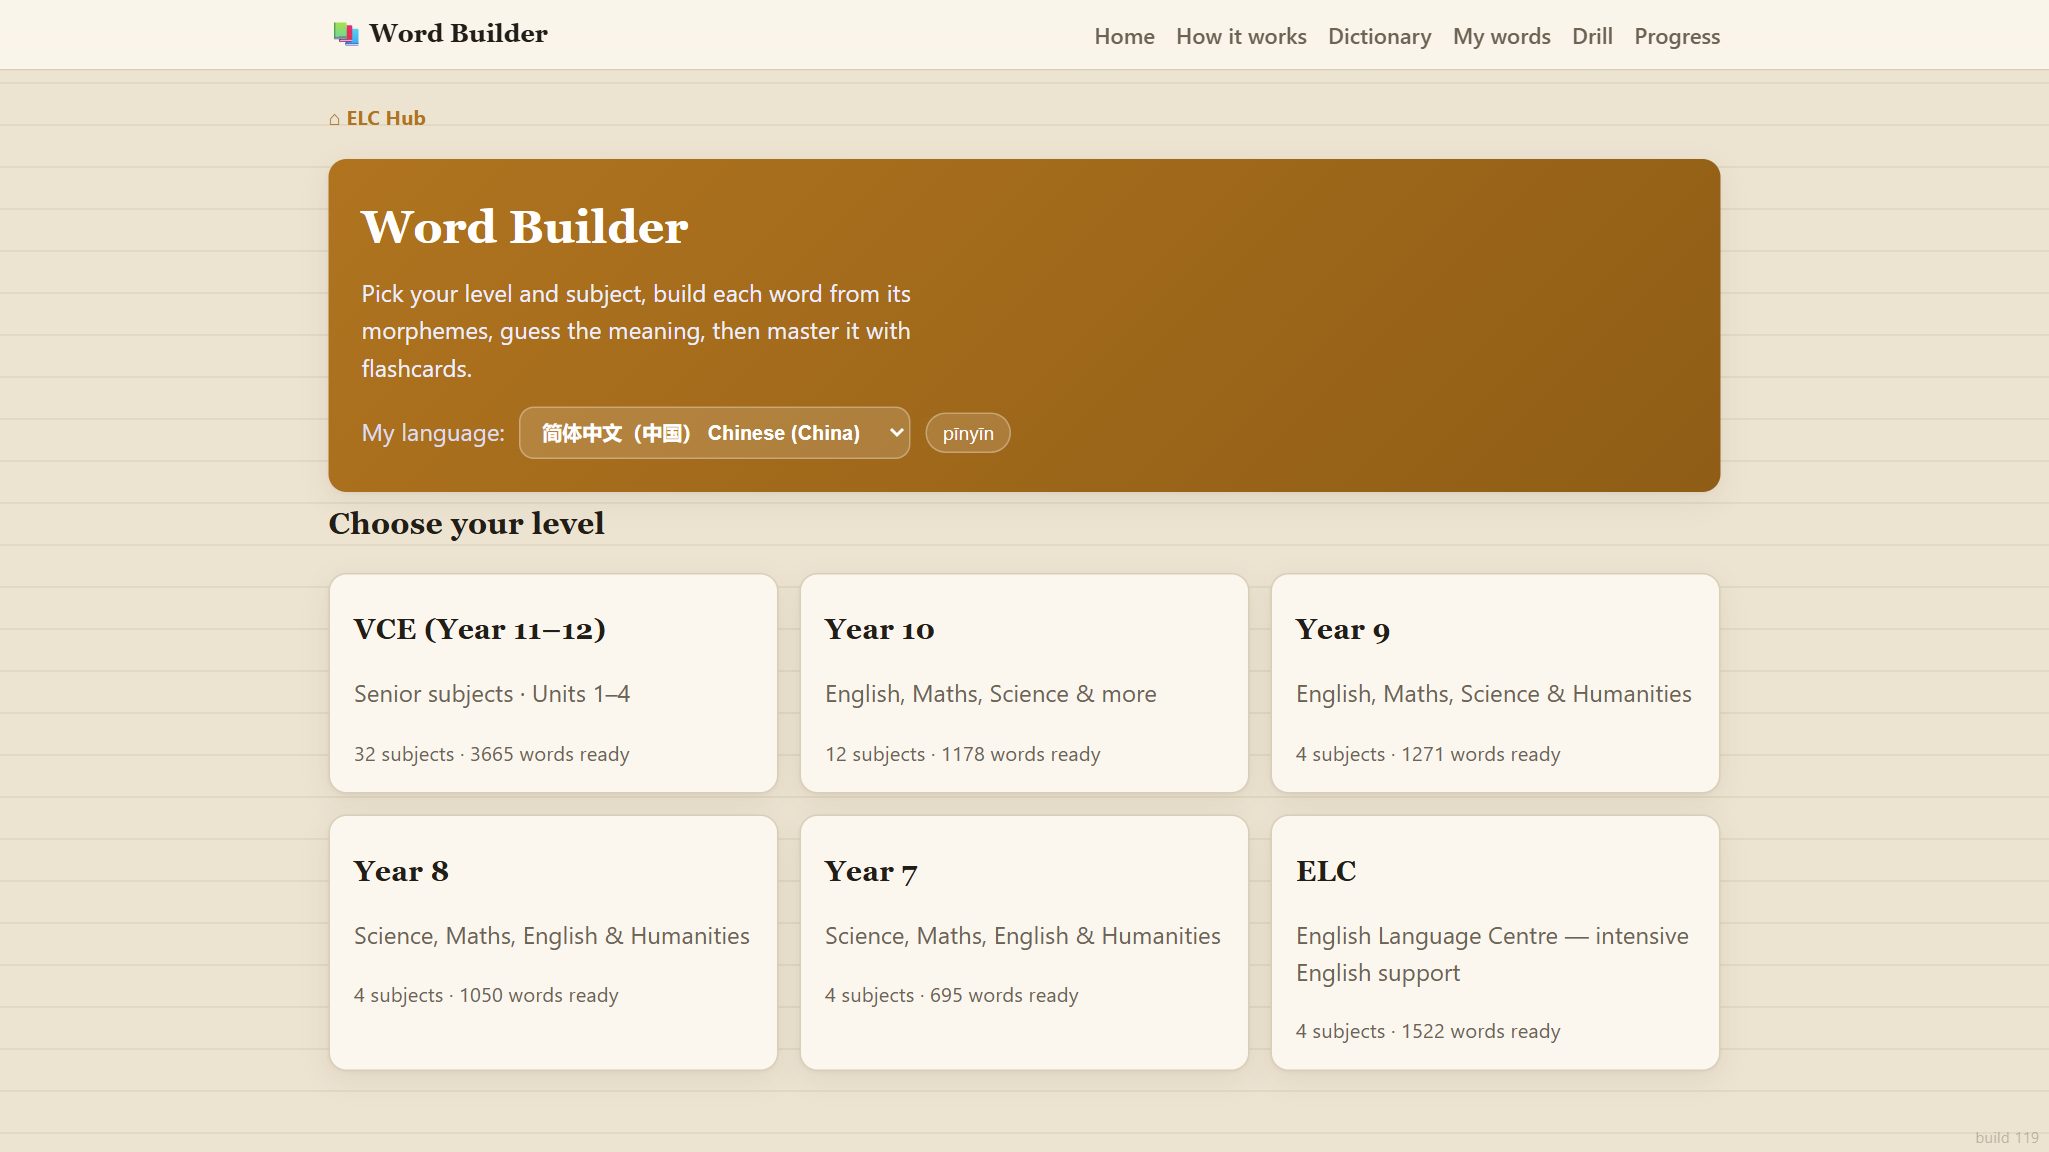 Word Builder
Home How it works Dictionary My words Drill Progress
⌂ ELC Hub
Word Builder
Pick your level and subject, build each word from its
morphemes, guess the meaning, then master it with
flashcards.
My language: 简体中文（中国） Chinese (China) pīnyīn
Choose your level
VCE (Year 11–12)
Senior subjects · Units 1–4
32 subjects · 3665 words ready
Year 10
English, Maths, Science & more
12 subjects · 1178 words ready
Year 9
English, Maths, Science & Humanities
4 subjects · 1271 words ready
Year 8
Science, Maths, English & Humanities
4 subjects · 1050 words ready
Year 7
Science, Maths, English & Humanities
4 subjects · 695 words ready
ELC
English Language Centre — intensive
English support
4 subjects · 1522 words ready
build 119